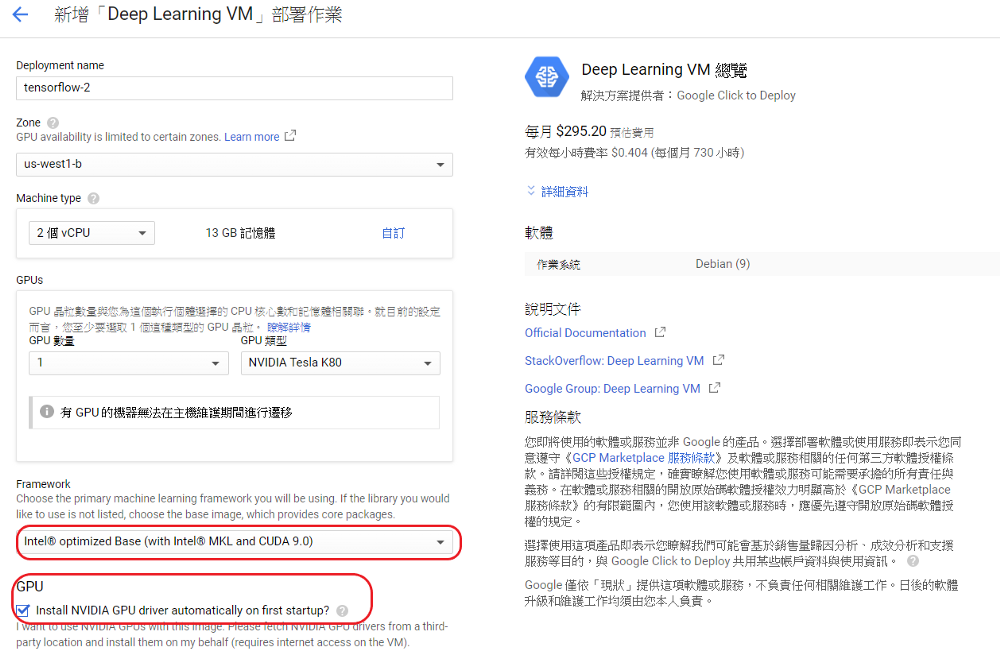 新增「Deep Learning VM」部署作業
Deployment name
tensorflow-2
Zone
GPU availability is limited to certain zones. Learn more
us-west1-b
Machine type
2 個 vCPU
13 GB 記憶體
自訂
GPUs
GPU 晶粒數量與您為這個執行個體選擇的 CPU 核心數和記憶體相關聯。就目前的設定
而言，您至少要選取 1 個這種類型的 GPU 晶粒。 瞭解詳情
GPU 數量
GPU 類型
1
NVIDIA Tesla K80
有 GPU 的機器無法在主機維護期間進行遷移
Framework
Choose the primary machine learning framework you will be using. If the library you would
like to use is not listed, choose the base image, which provides core packages.
Intel® optimized Base (with Intel® MKL and CUDA 9.0)
GPU
Install NVIDIA GPU driver automatically on first startup?
I want to use NVIDIA GPUs with this image. Please fetch NVIDIA GPU drivers from a third-
party location and install them on my behalf (requires internet access on the VM).
Deep Learning VM 總覽
解決方案提供者：Google Click to Deploy
每月 $295.20 預估費用
有效每小時費率 $0.404 (每個月 730 小時)
詳細資料
軟體
作業系統
Debian (9)
說明文件
Official Documentation
StackOverflow: Deep Learning VM
Google Group: Deep Learning VM
服務條款
您即將使用的軟體或服務並非 Google 的產品。選擇部署軟體或使用服務即表示您同
意遵守《GCP Marketplace 服務條款》及軟體或服務相關的任何第三方軟體授權條
款。請詳閱這些授權規定，確實瞭解您使用軟體或服務可能需要承擔的所有責任與
義務。在軟體或服務相關的開放原始碼軟體授權效力明顯高於《GCP Marketplace
服務條款》的有限範圍內，您使用該軟體或服務時，應優先遵守開放原始碼軟體授
權的規定。
選擇使用這項產品即表示您瞭解我們可能會基於銷售量歸因分析、成效分析和支援
服務等目的，與 Google Click to Deploy 共用某些帳戶資料與使用資訊。
Google 僅依「現狀」提供這項軟體或服務，不負責任何相關維護工作。日後的軟體
升級和維護工作均須由您本人負責。